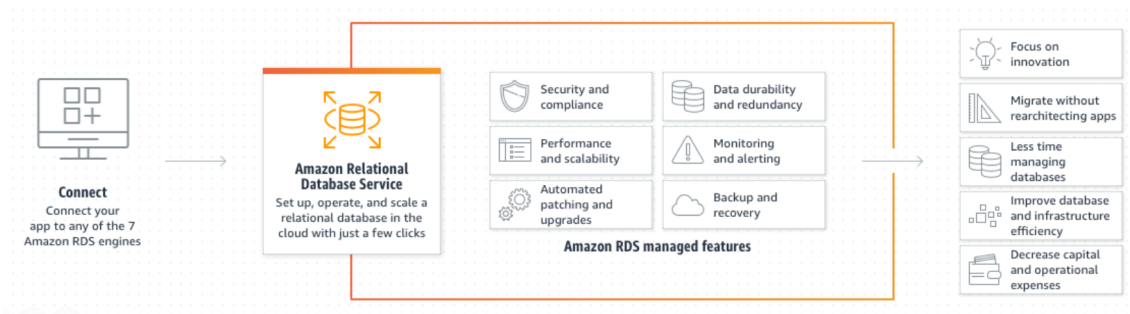 Connect
Connect your
app to any of the 7
Amazon RDS engines
Amazon Relational
Database Service
Set up, operate, and scale a
relational database in the
cloud with just a few clicks
Security and
compliance
Data durability
and redundancy
Performance
and scalability
Monitoring
and alerting
Automated
patching and
upgrades
Backup and
recovery
Amazon RDS managed features
Focus on
innovation
Migrate without
rearchitecting apps
Less time
managing
databases
Improve database
and infrastructure
efficiency
Decrease capital
and operational
expenses